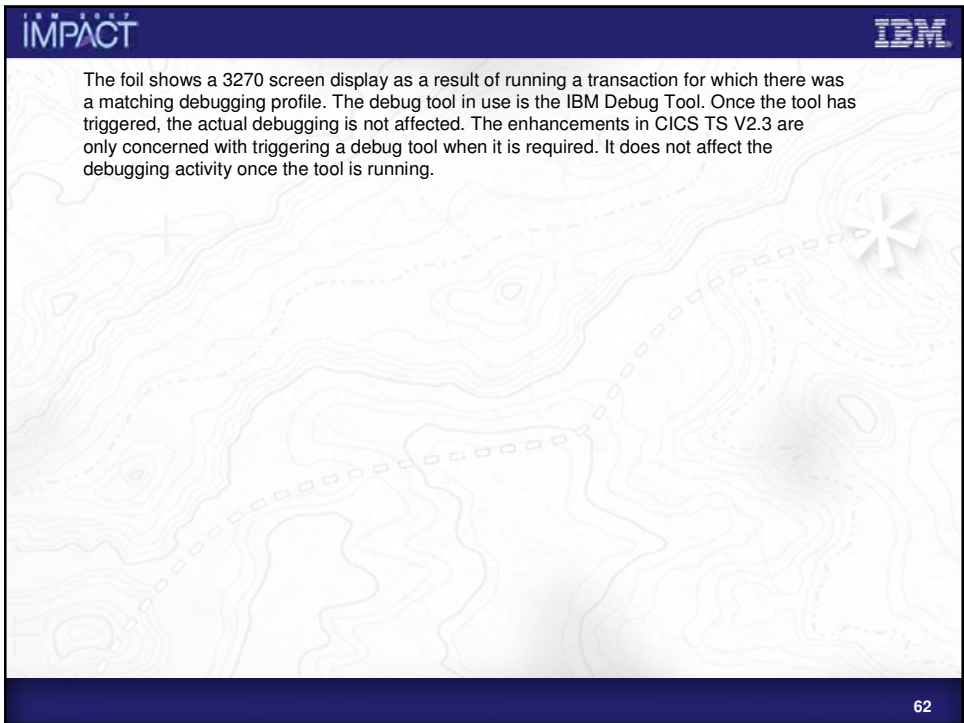 IBM 2007
IMPACT
IBM.
The foil shows a 3270 screen display as a result of running a transaction for which there was
a matching debugging profile. The debug tool in use is the IBM Debug Tool. Once the tool has
triggered, the actual debugging is not affected. The enhancements in CICS TS V2.3 are
only concerned with triggering a debug tool when it is required. It does not affect the
debugging activity once the tool is running.
62